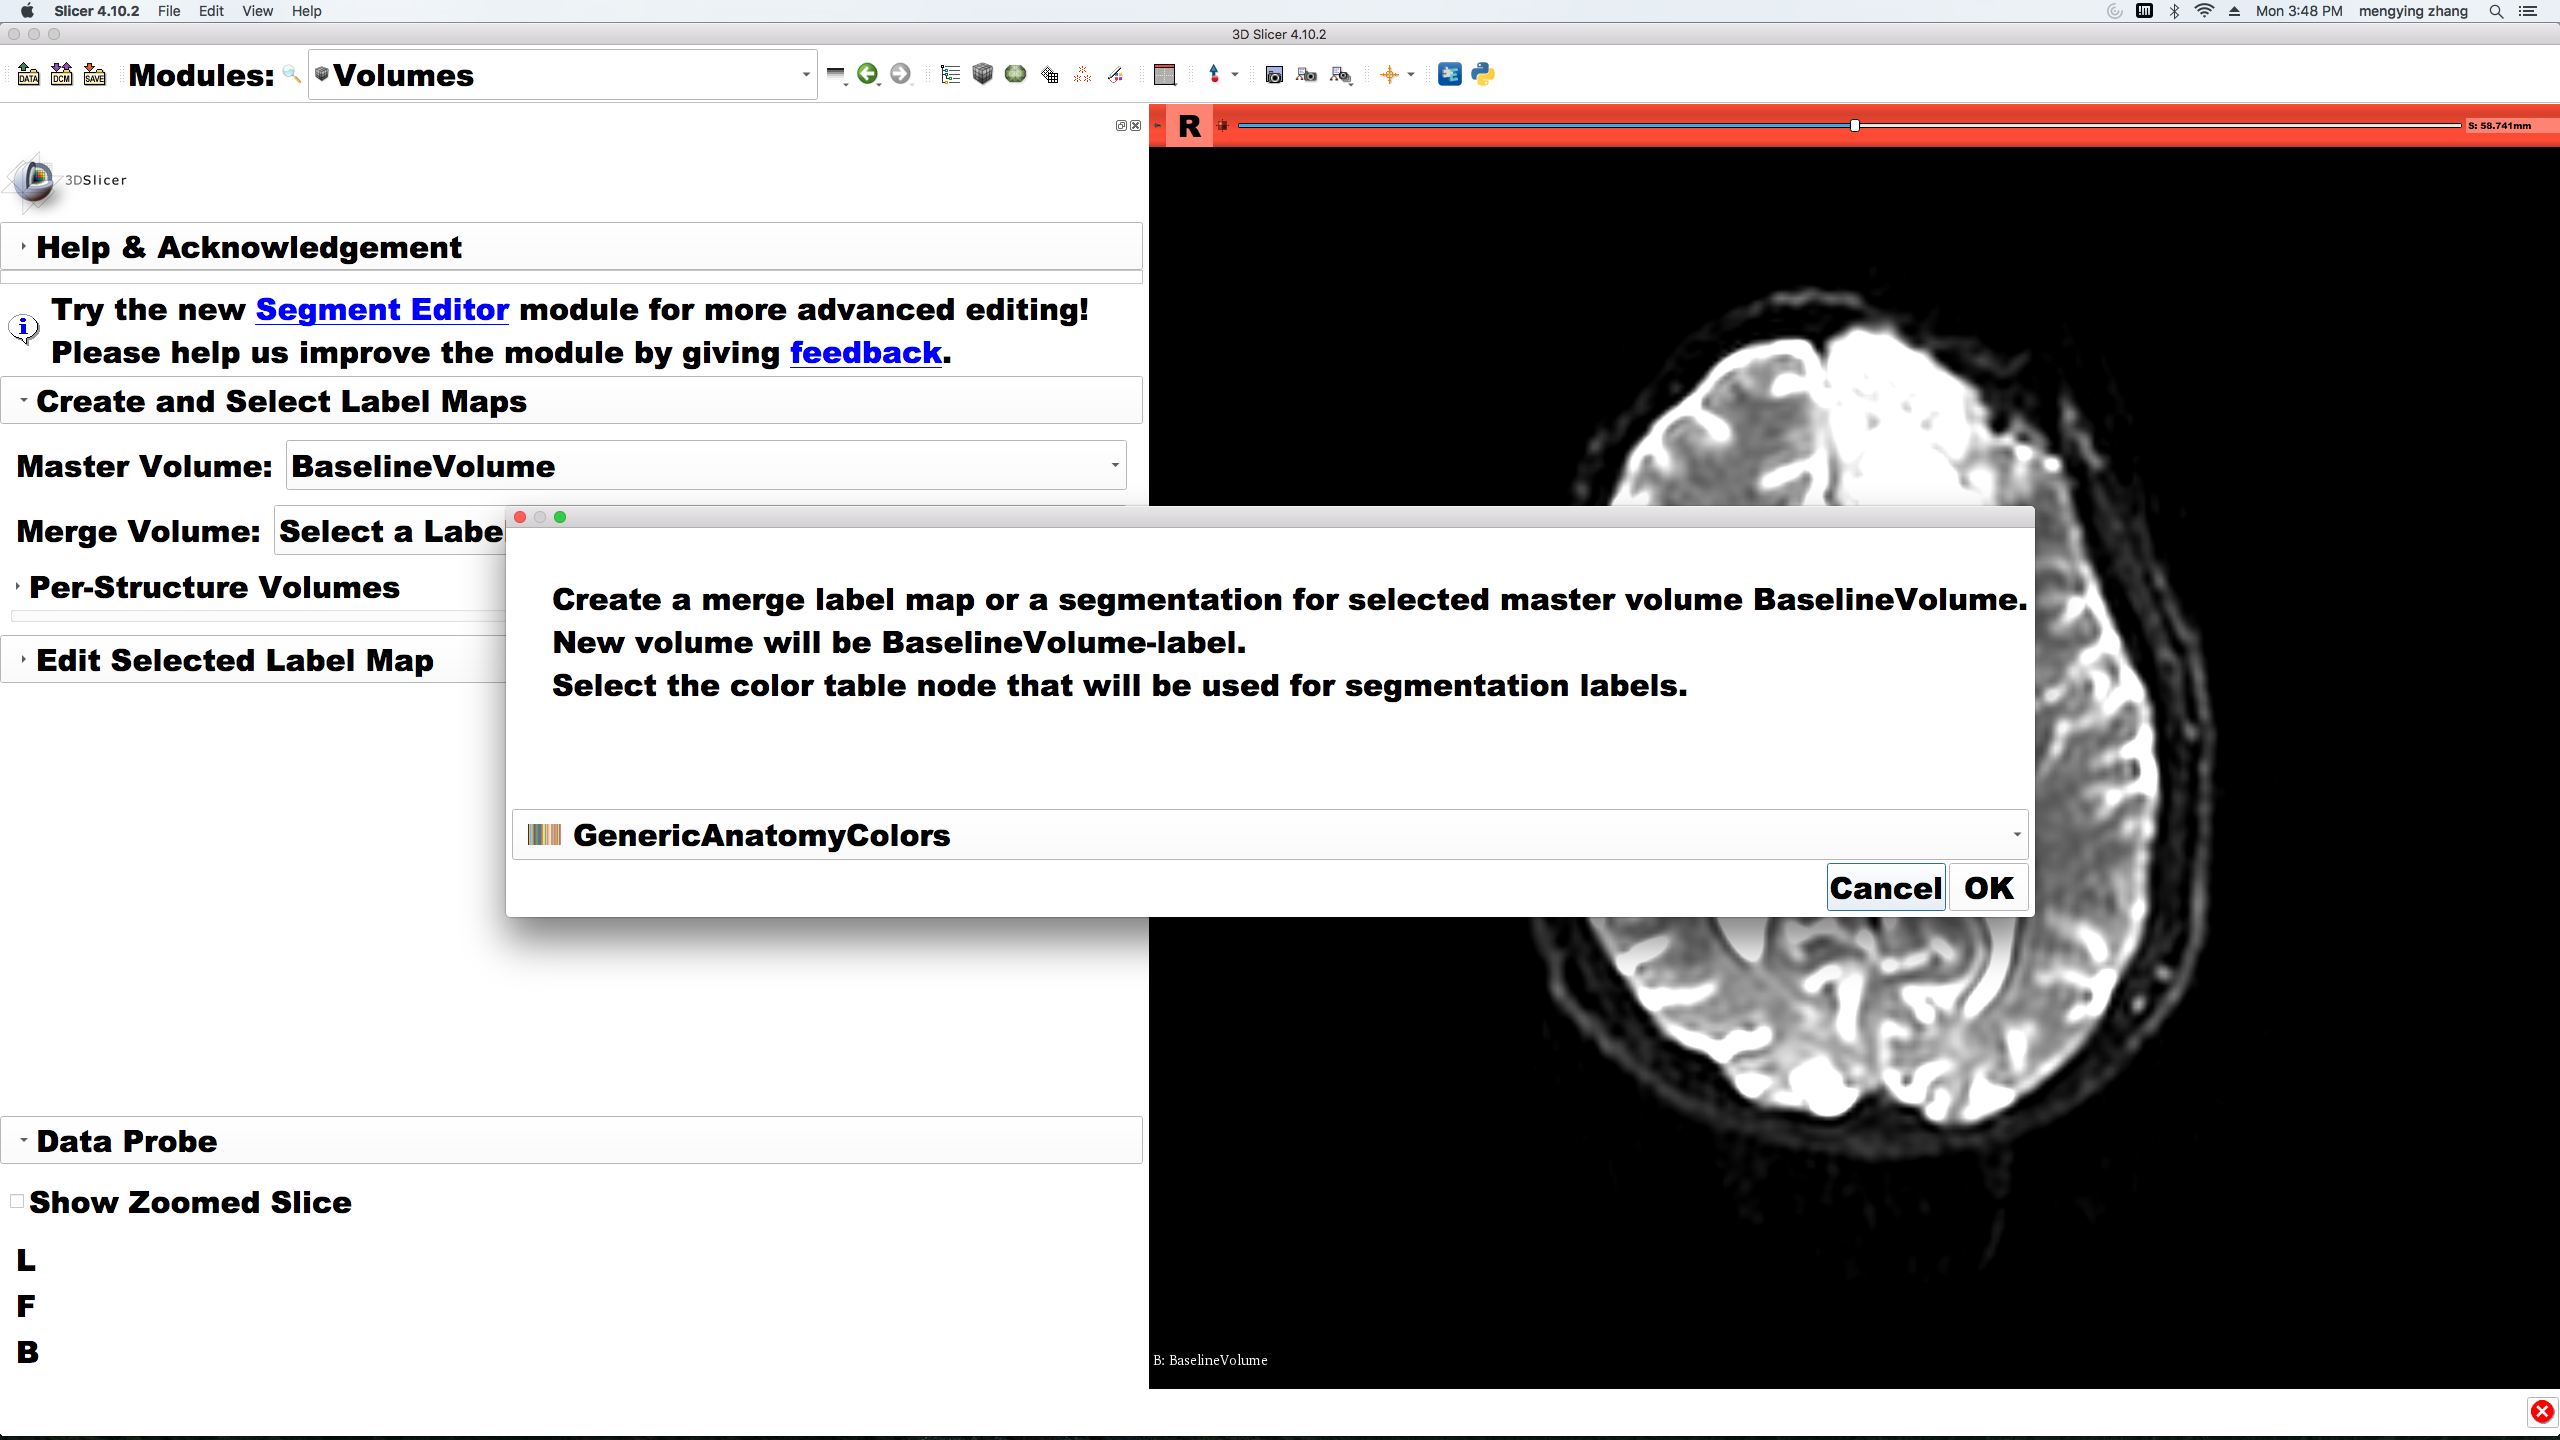 Slicer 4.10.2 File Edit View Help
Mon 3:48 PM mengying zhang
3D Slicer 4.10.2
DATA DCM SAVE Modules: Volumes
R S: 58.741mm
3DSlicer
Help & Acknowledgement
Try the new Segment Editor module for more advanced editing!
Please help us improve the module by giving feedback.
Create and Select Label Maps
Master Volume: BaselineVolume
Merge Volume: Select a Label
Per-Structure Volumes
Edit Selected Label Map
Create a merge label map or a segmentation for selected master volume BaselineVolume.
New volume will be BaselineVolume-label.
Select the color table node that will be used for segmentation labels.
GenericAnatomyColors
Cancel OK
Data Probe
Show Zoomed Slice
L
F
B
B: BaselineVolume